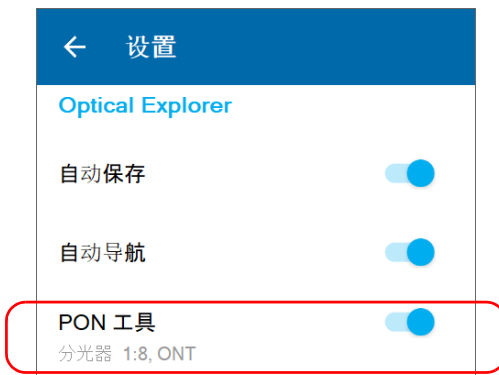 设置
Optical Explorer
自动保存
自动导航
PON 工具
分光器 1:8, ONT